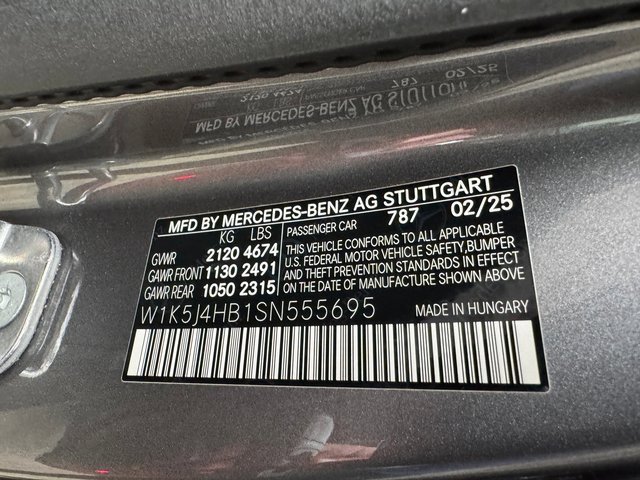 MFD BY MERCEDES-BENZ AG STUTTGART
KG LBS PASSENGER CAR 787 02/25
GVWR 2120 4674
GAWR FRONT 1130 2491
GAWR REAR 1050 2315
THIS VEHICLE CONFORMS TO ALL APPLICABLE
U.S. FEDERAL MOTOR VEHICLE SAFETY, BUMPER
AND THEFT PREVENTION STANDARDS IN EFFECT
ON THE DATE OF MANUFACTURE SHOWN ABOVE
W1K5J4HB1SN555695 MADE IN HUNGARY